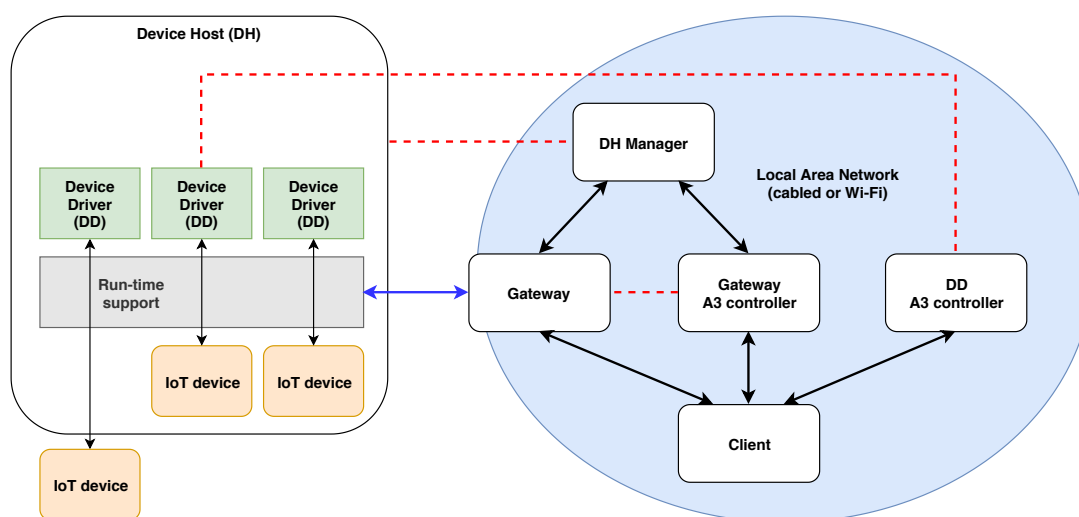 Device Host (DH)
Device
Driver
(DD)
Device
Driver
(DD)
Device
Driver
(DD)
Run-time
support
IoT device
IoT device
IoT device
DH Manager
Local Area Network
(cabled or Wi-Fi)
Gateway
Gateway
A3 controller
DD
A3 controller
Client